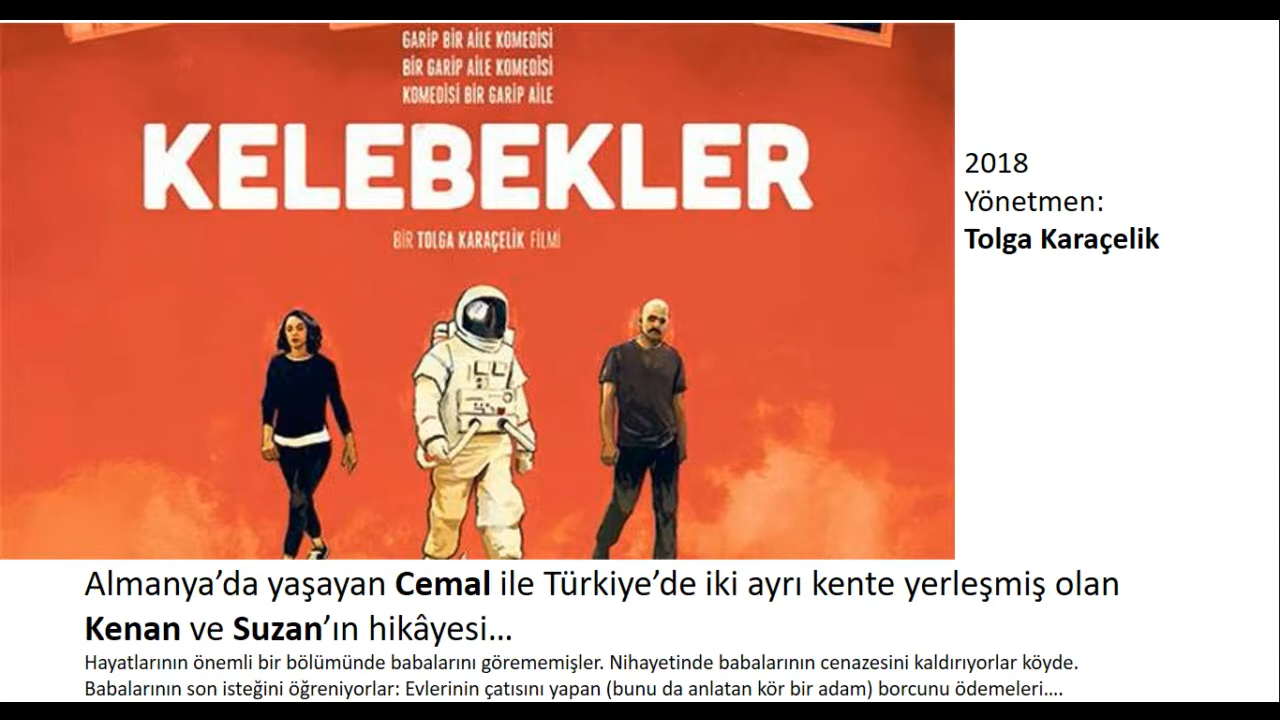 GARİP BİR AİLE KOMEDİSİ
BİR GARİP AİLE KOMEDİSİ
KOMEDİSİ BİR GARİP AİLE
KELEBEKLER
BİR TOLGA KARAÇELİK FİLMİ
2018
Yönetmen:
Tolga Karaçelik
Almanya’da yaşayan Cemal ile Türkiye’de iki ayrı kente yerleşmiş olan
Kenan ve Suzan’ın hikâyesi…
Hayatlarının önemli bir bölümünde babalarını görememişler. Nihayetinde babalarının cenazesini kaldırıyorlar köyde.
Babalarının son isteğini öğreniyorlar: Evlerinin çatısını yapan (bunu da anlatan kör bir adam) borcunu ödemeleri….